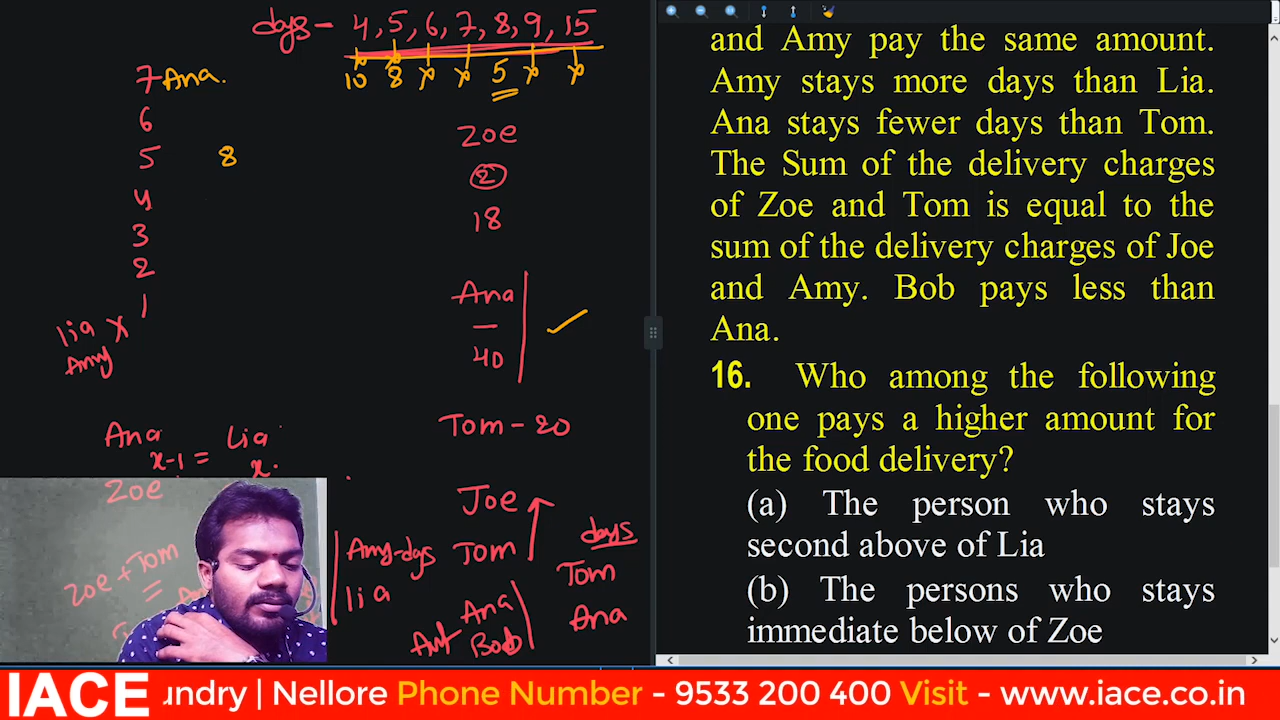 days - 4, 5, 6, 7, 8, 9, 15
10 8 x x 5 x x
7 Ana.
6
5 8
4
3
2
1
lia x
Amy
Zoe
2
18
Ana
40
Tom - 20
Ana Lia
x-1 = x.
Zoe
Zoe + Tom
=
Amy-days
lia
Joe
Tom
Ana
Bob
days
Tom
Ana
and Amy pay the same amount.
Amy stays more days than Lia.
Ana stays fewer days than Tom.
The Sum of the delivery charges
of Zoe and Tom is equal to the
sum of the delivery charges of Joe
and Amy. Bob pays less than
Ana.
16. Who among the following
one pays a higher amount for
the food delivery?
(a) The person who stays
second above of Lia
(b) The persons who stays
immediate below of Zoe
IACE undry | Nellore Phone Number - 9533 200 400 Visit - www.iace.co.in